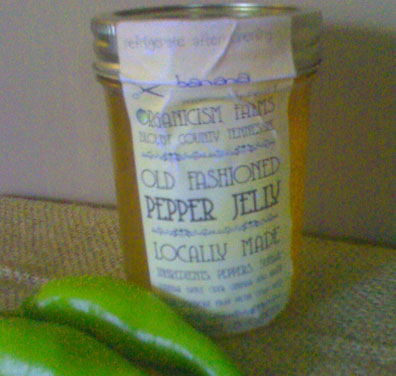 refrigerate after opening
banana
ORGANICISM FARMS
BLOUNT COUNTY TENNESSEE
OLD FASHIONED
PEPPER JELLY
LOCALLY MADE
INGREDIENTS: PEPPERS, SUGAR